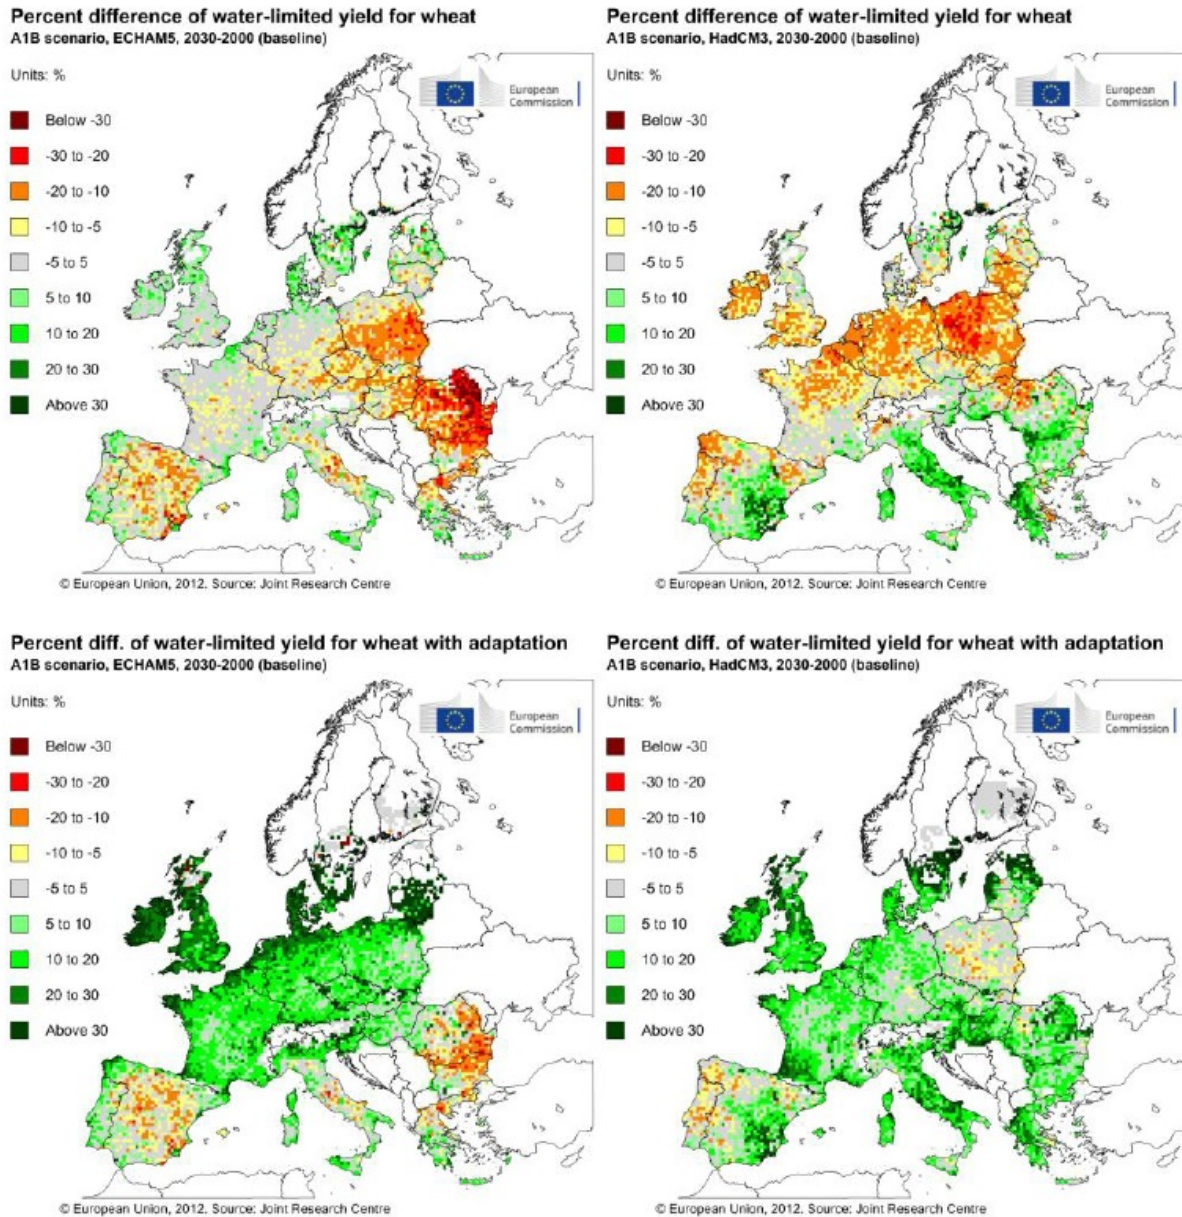 Percent difference of water-limited yield for wheat
A1B scenario, ECHAM5, 2030-2000 (baseline)
Units: %
European
Commission
Below -30
-30 to -20
-20 to -10
-10 to -5
-5 to 5
5 to 10
10 to 20
20 to 30
Above 30
© European Union, 2012. Source: Joint Research Centre
Percent difference of water-limited yield for wheat
A1B scenario, HadCM3, 2030-2000 (baseline)
Units: %
European
Commission
Below -30
-30 to -20
-20 to -10
-10 to -5
-5 to 5
5 to 10
10 to 20
20 to 30
Above 30
© European Union, 2012. Source: Joint Research Centre
Percent diff. of water-limited yield for wheat with adaptation
A1B scenario, ECHAM5, 2030-2000 (baseline)
Units: %
European
Commission
Below -30
-30 to -20
-20 to -10
-10 to -5
-5 to 5
5 to 10
10 to 20
20 to 30
Above 30
© European Union, 2012. Source: Joint Research Centre
Percent diff. of water-limited yield for wheat with adaptation
A1B scenario, HadCM3, 2030-2000 (baseline)
Units: %
European
Commission
Below -30
-30 to -20
-20 to -10
-10 to -5
-5 to 5
5 to 10
10 to 20
20 to 30
Above 30
© European Union, 2012. Source: Joint Research Centre